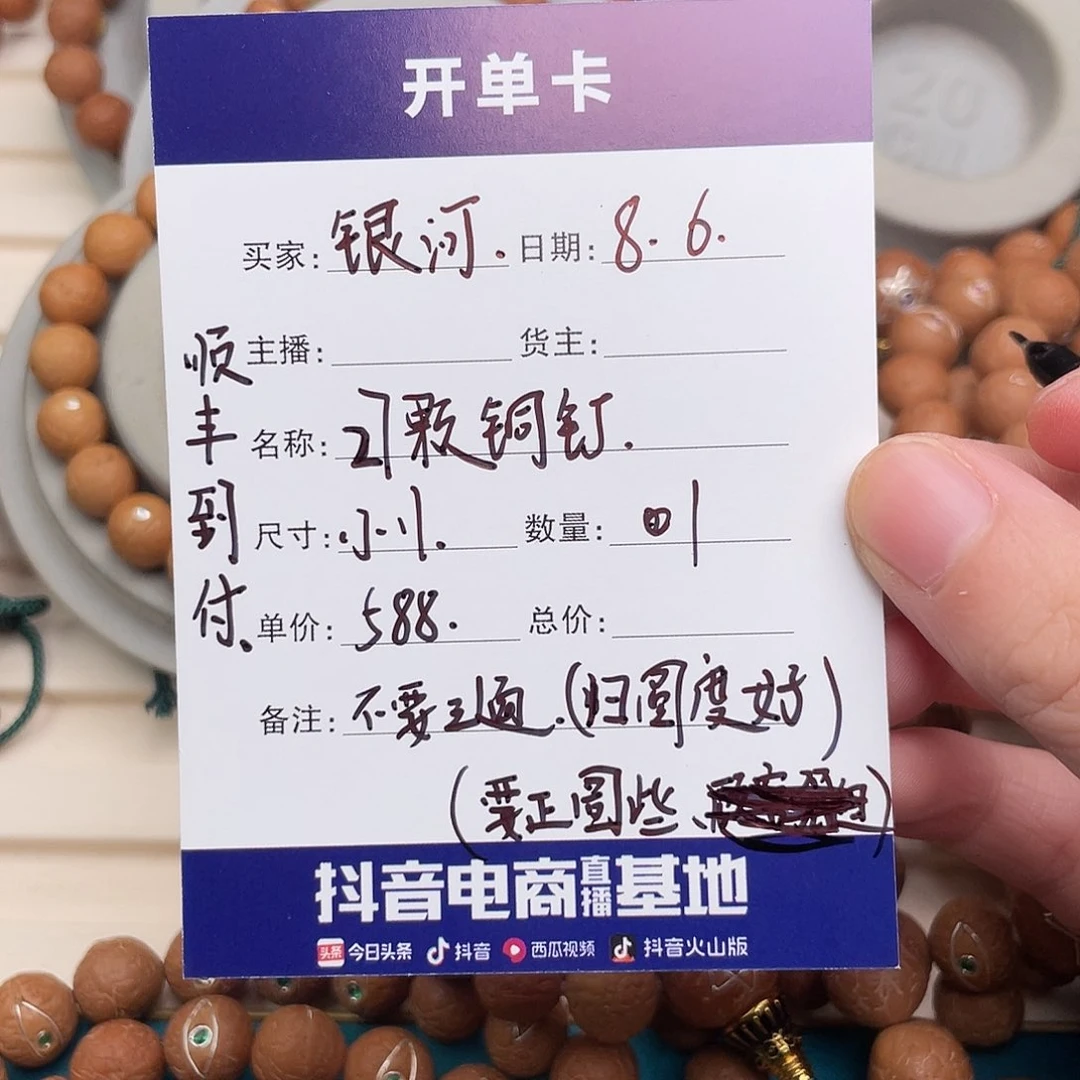 开单卡
买家：银河. 日期：8. 6.
顺丰到付、
主播： 货主：
名称：21颗铜钉.
尺寸：小小. 数量：1
单价：588. 总价：
备注：不要三通.(归圆度好)
(要正圆些、
抖音电商直播基地
头条 今日头条 抖音 西瓜视频 抖音火山版